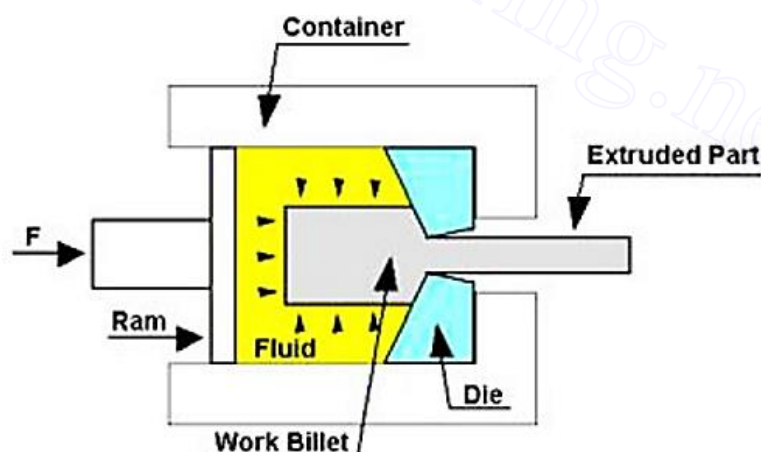 Container
Extruded Part
F
Ram
Fluid
Die
Work Billet